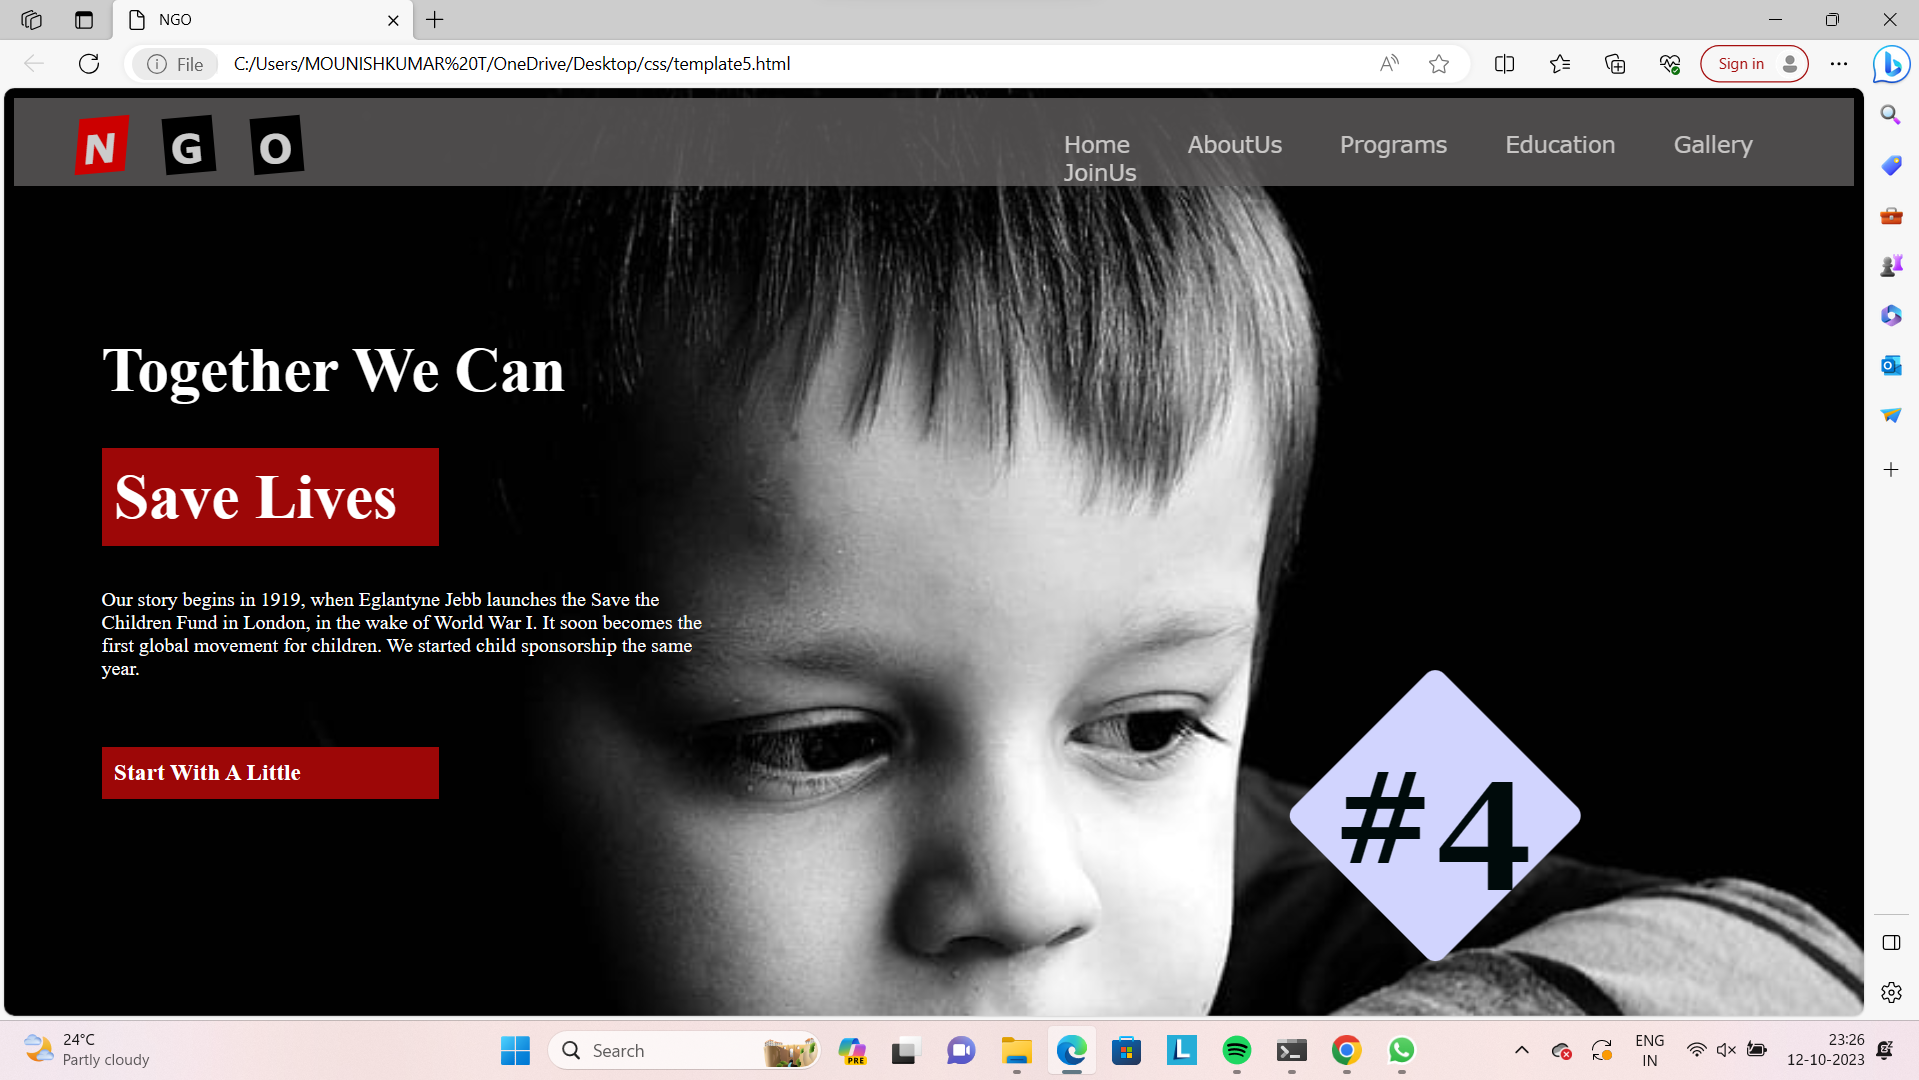 NGO
File
C:/Users/MOUNISHKUMAR%20T/OneDrive/Desktop/css/template5.html
Sign in
N G O
Home AboutUs Programs Education Gallery
JoinUs
Together We Can
Save Lives
Our story begins in 1919, when Eglantyne Jebb launches the Save the
Children Fund in London, in the wake of World War I. It soon becomes the
first global movement for children. We started child sponsorship the same
year.
Start With A Little
#4
24°C
Partly cloudy
Search
PRE
L
ENG
IN
23:26
12-10-2023